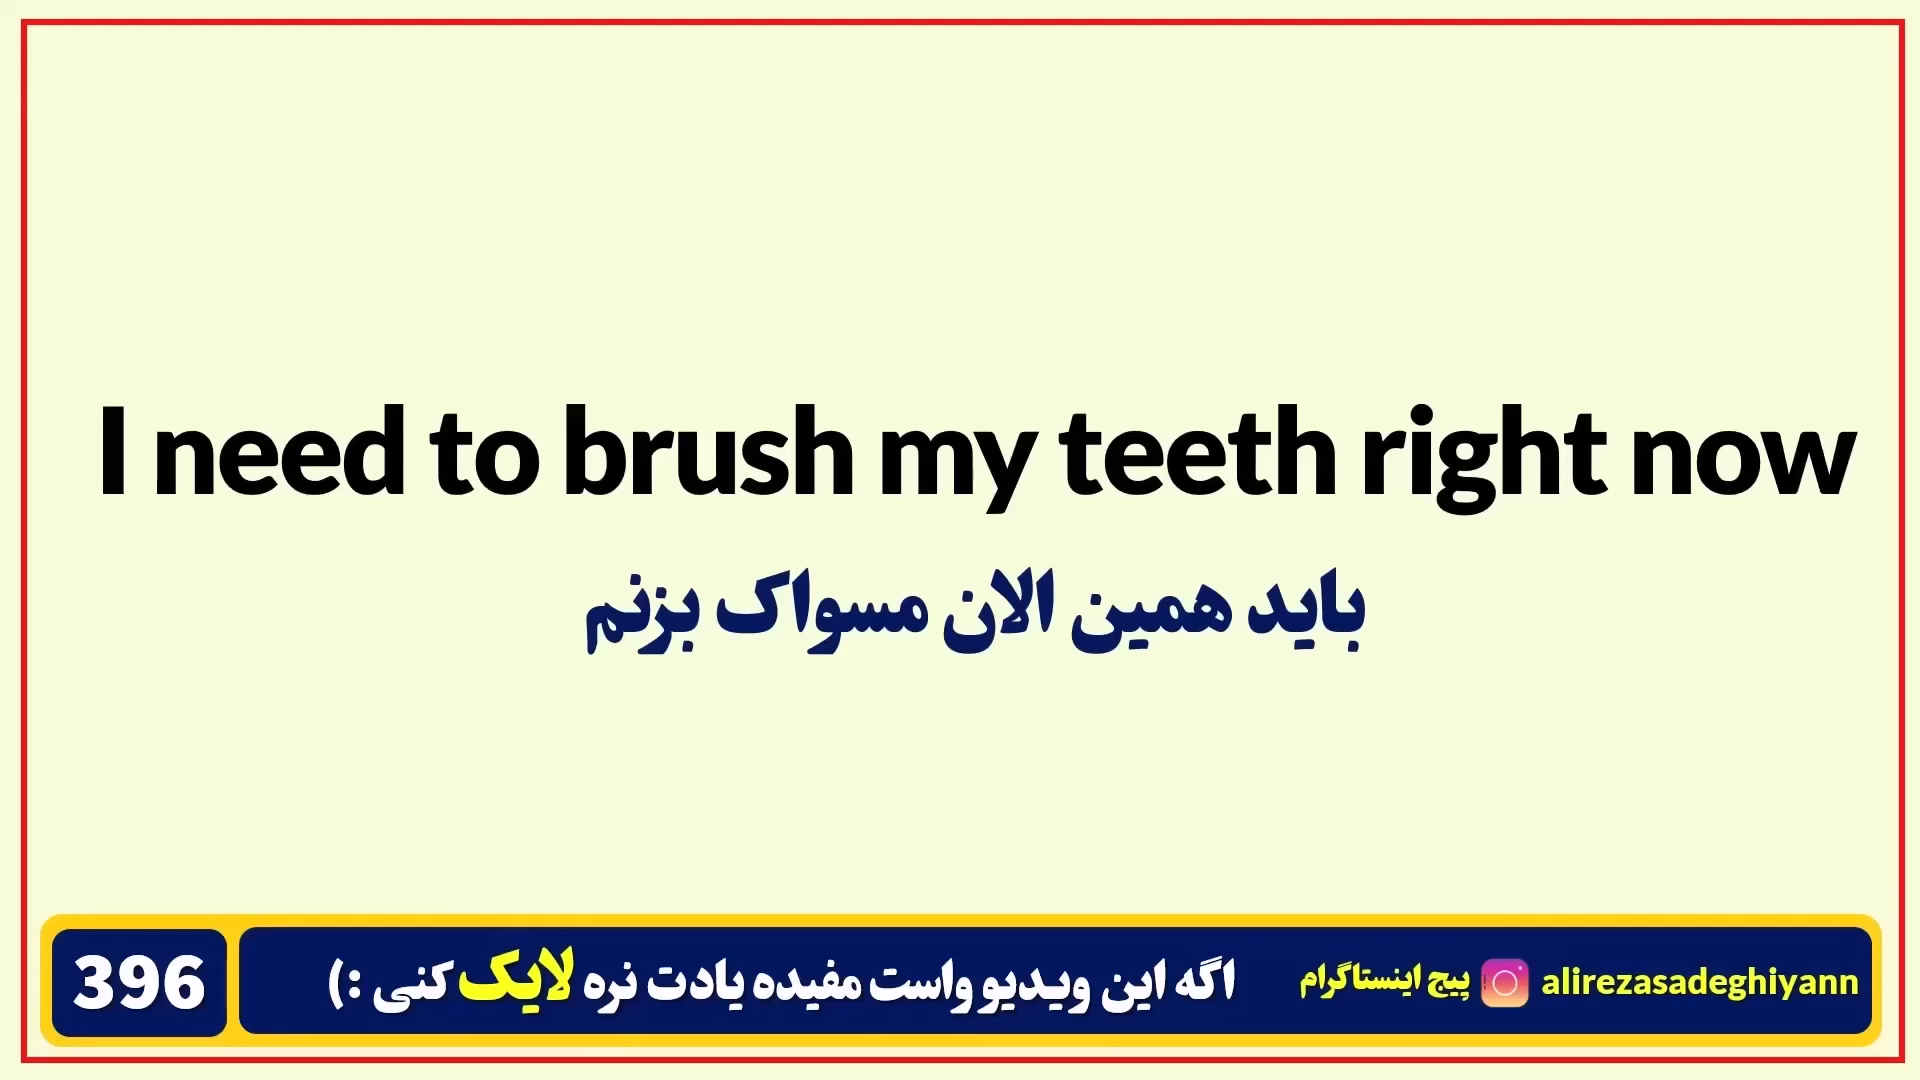 I need to brush my teeth right now
باید همین الان مسواک بزنم
396
اگه این ویدیو واست مفیده یادت نره لایک کنی :)
پیج اینستاگرام
alirezasadeghiyann